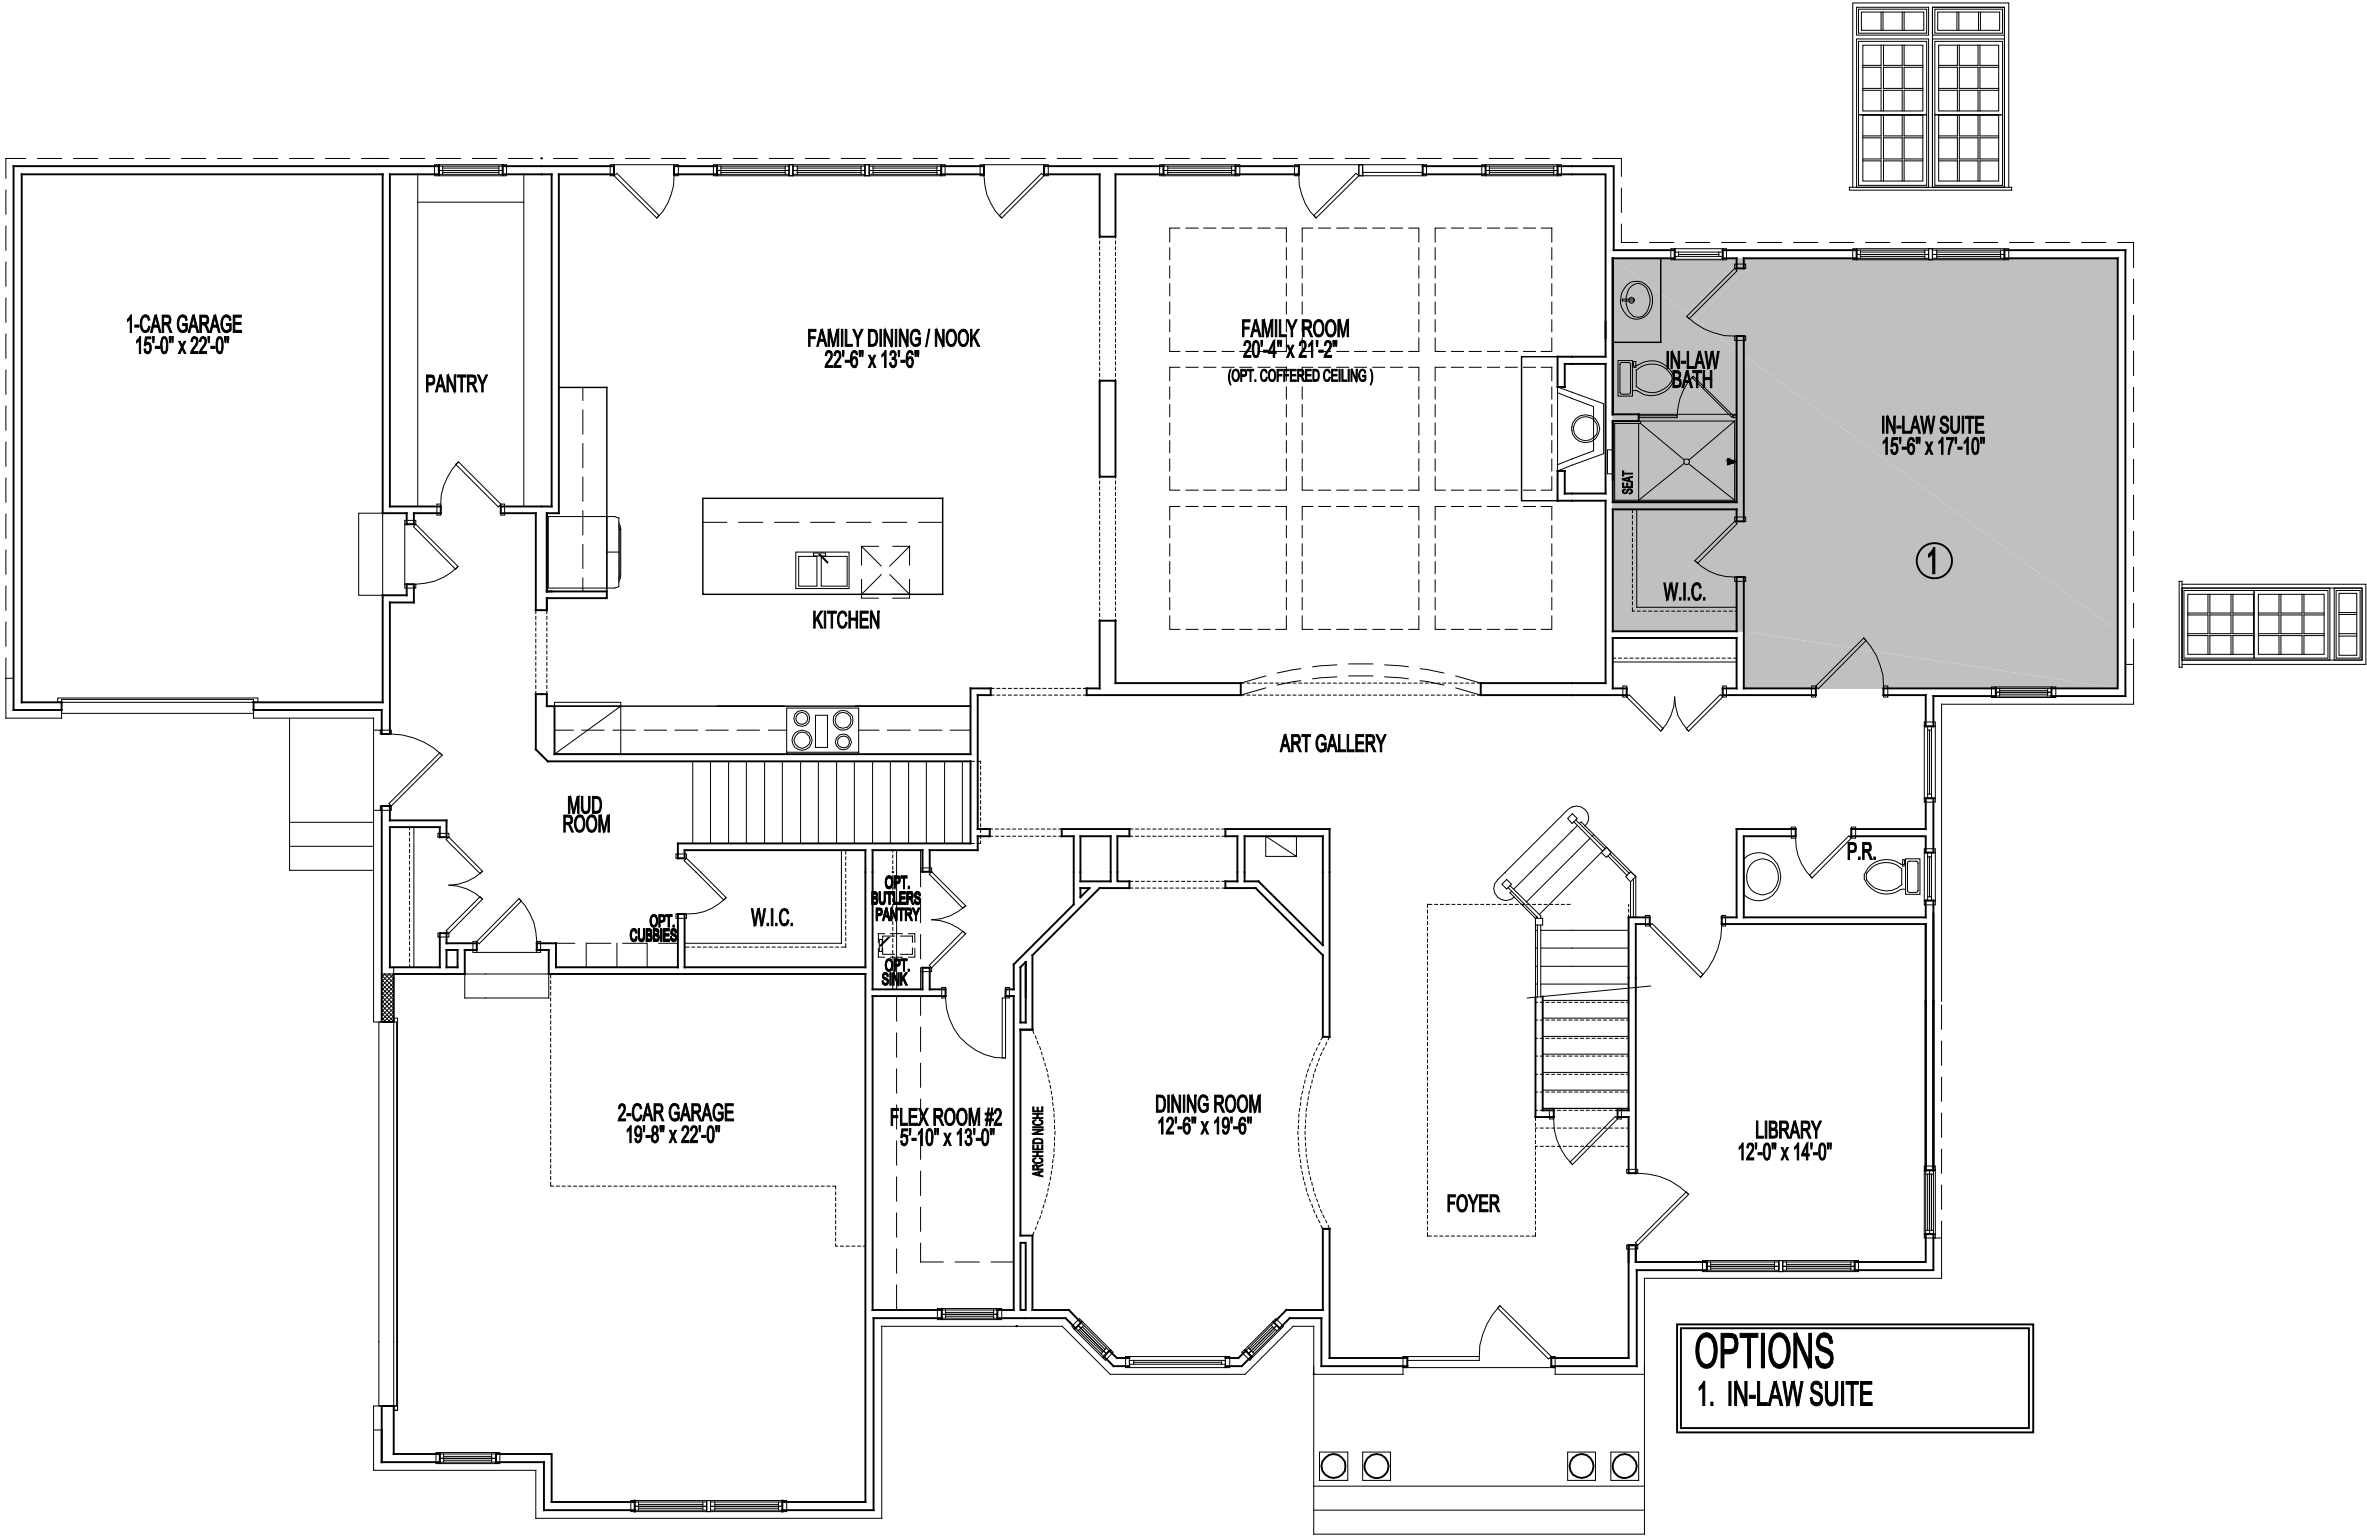 1-CAR GARAGE
15'-0" x 22'-0"
PANTRY
FAMILY DINING / NOOK
22'-6" x 13'-6"
KITCHEN
FAMILY ROOM
20'-4" x 21'-2"
(OPT. COFFERED CEILING )
IN-LAW
BATH
SEAT
W.I.C.
IN-LAW SUITE
15'-6" x 17'-10"
1
ART GALLERY
MUD
ROOM
OPT.
CUBBIES
W.I.C.
OPT.
BUTLERS
PANTRY
OPT.
SINK
P.R.
2-CAR GARAGE
19'-8" x 22'-0"
FLEX ROOM #2
5'-10" x 13'-0"
ARCHED NICHE
DINING ROOM
12'-6" x 19'-6"
FOYER
LIBRARY
12'-0" x 14'-0"
OPTIONS
1. IN-LAW SUITE